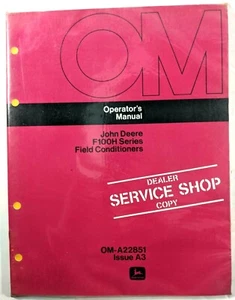 OM
Operator's
Manual
John Deere
F100H Series
Field Conditioners
DEALER
SERVICE SHOP
COPY
OM-A22851
Issue A3